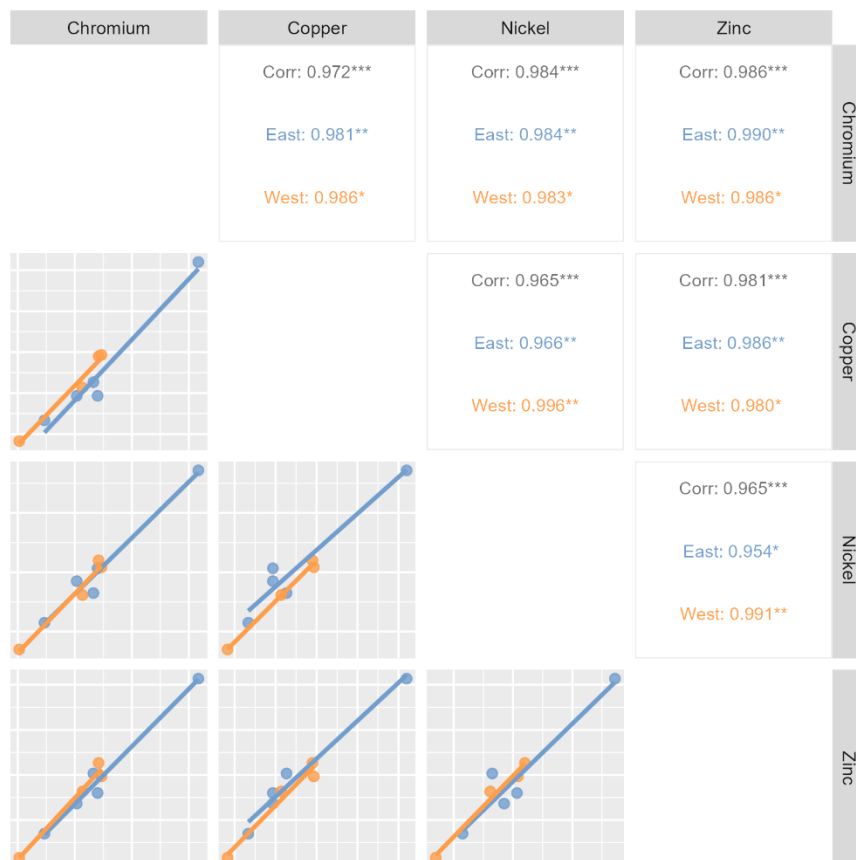 Chromium
Copper
Nickel
Zinc
Corr: 0.972***
East: 0.981**
West: 0.986*
Corr: 0.984***
East: 0.984**
West: 0.983*
Corr: 0.986***
East: 0.990**
West: 0.986*
Chromium
Corr: 0.965***
East: 0.966**
West: 0.996**
Corr: 0.981***
East: 0.986**
West: 0.980*
Copper
Corr: 0.965***
East: 0.954*
West: 0.991**
Nickel
Zinc